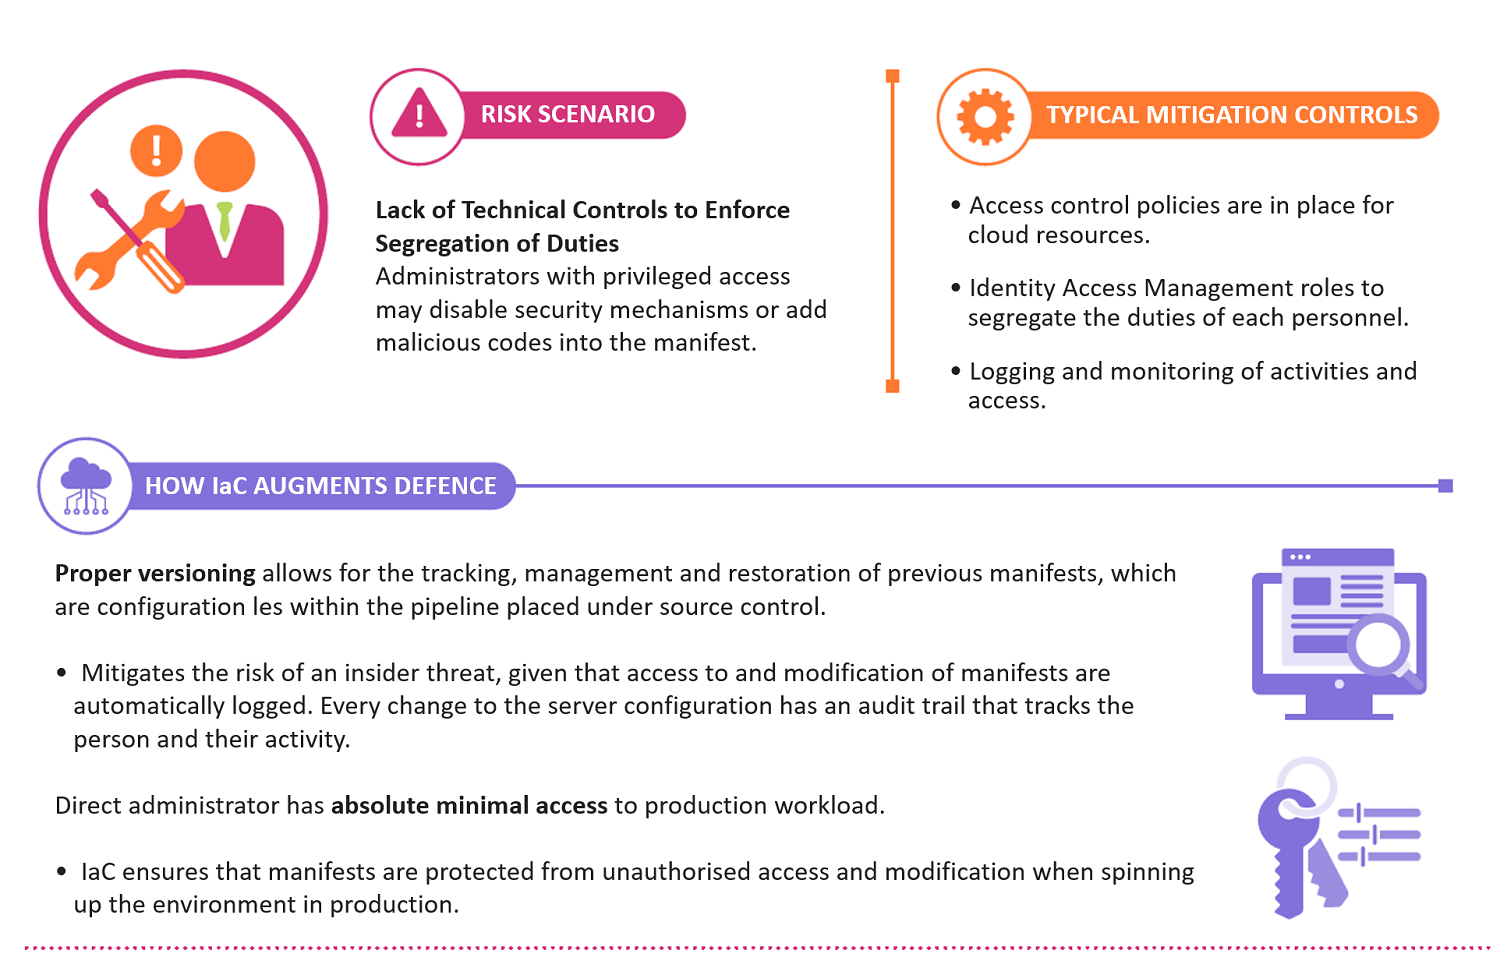 RISK SCENARIO
Lack of Technical Controls to Enforce
Segregation of Duties
Administrators with privileged access
may disable security mechanisms or add
malicious codes into the manifest.
TYPICAL MITIGATION CONTROLS
• Access control policies are in place for
cloud resources.
• Identity Access Management roles to
segregate the duties of each personnel.
• Logging and monitoring of activities and
access.
HOW IaC AUGMENTS DEFENCE
Proper versioning allows for the tracking, management and restoration of previous manifests, which
are configuration les within the pipeline placed under source control.
• Mitigates the risk of an insider threat, given that access to and modification of manifests are
automatically logged. Every change to the server configuration has an audit trail that tracks the
person and their activity.
Direct administrator has absolute minimal access to production workload.
• IaC ensures that manifests are protected from unauthorised access and modification when spinning
up the environment in production.